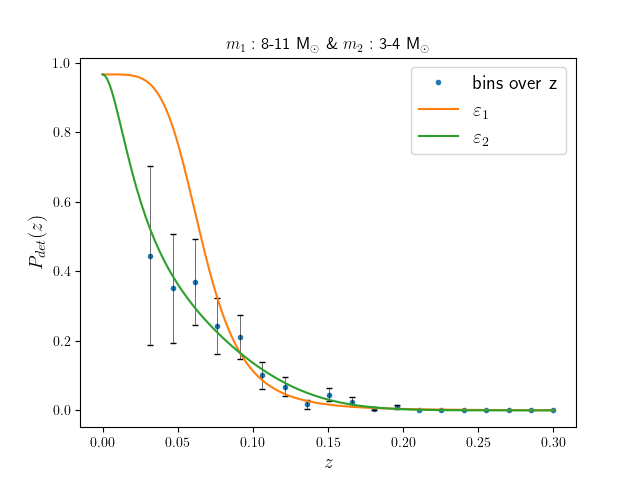 m₁ : 8-11 M☉ & m₂ : 3-4 M☉
bins over z
ε₁
ε₂
P_det(z)
1.0
0.8
0.6
0.4
0.2
0.0
0.00 0.05 0.10 0.15 0.20 0.25 0.30
z